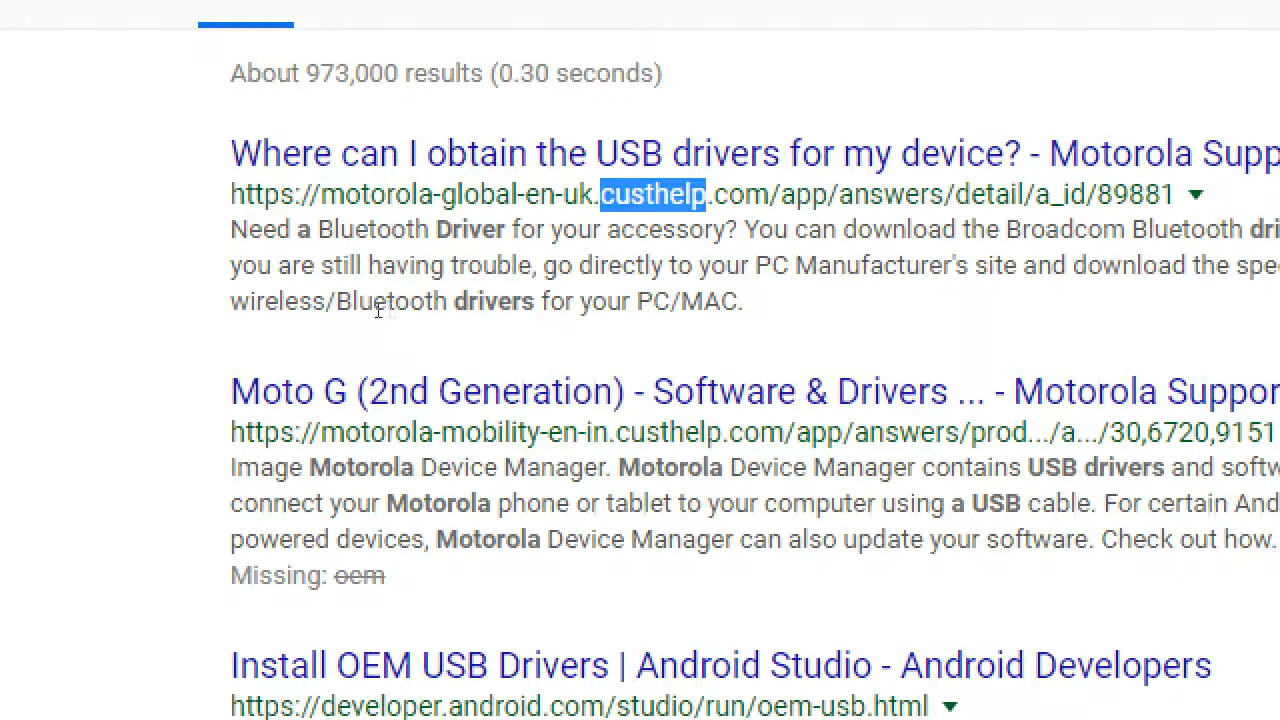 About 973,000 results (0.30 seconds)
Where can I obtain the USB drivers for my device? - Motorola Supp
https://motorola-global-en-uk.custhelp.com/app/answers/detail/a_id/89881
Need a Bluetooth Driver for your accessory? You can download the Broadcom Bluetooth dri
you are still having trouble, go directly to your PC Manufacturer's site and download the spe
wireless/Bluetooth drivers for your PC/MAC.
Moto G (2nd Generation) - Software & Drivers ... - Motorola Support
https://motorola-mobility-en-in.custhelp.com/app/answers/prod.../a.../30,6720,9151
Image Motorola Device Manager. Motorola Device Manager contains USB drivers and softw
connect your Motorola phone or tablet to your computer using a USB cable. For certain And
powered devices, Motorola Device Manager can also update your software. Check out how.
Missing: oem
Install OEM USB Drivers | Android Studio - Android Developers
https://developer.android.com/studio/run/oem-usb.html